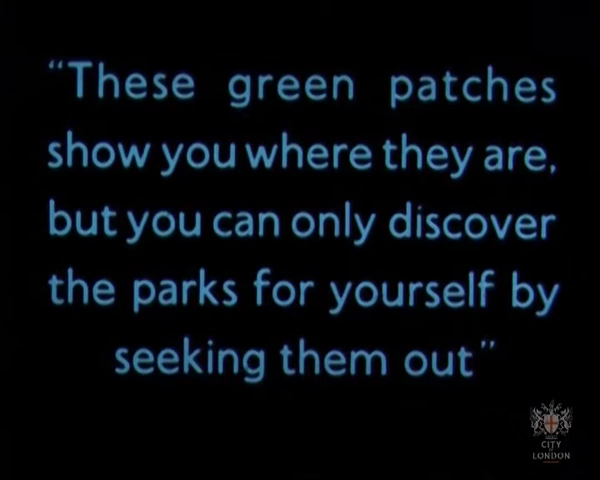 “These green patches
show you where they are,
but you can only discover
the parks for yourself by
seeking them out”
CITY
OF
LONDON